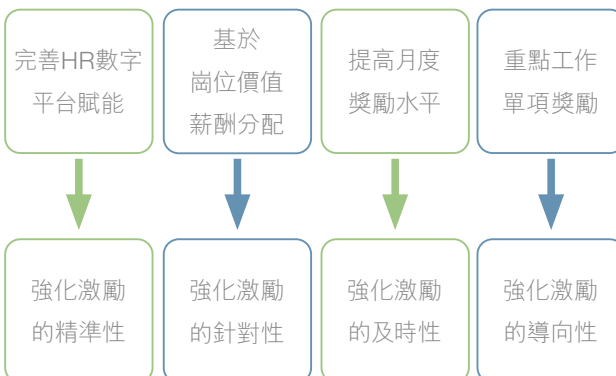 完善HR數字
平台賦能
基於
崗位價值
薪酬分配
提高月度
獎勵水平
重點工作
單項獎勵
強化激勵
的精準性
強化激勵
的針對性
強化激勵
的及時性
強化激勵
的導向性